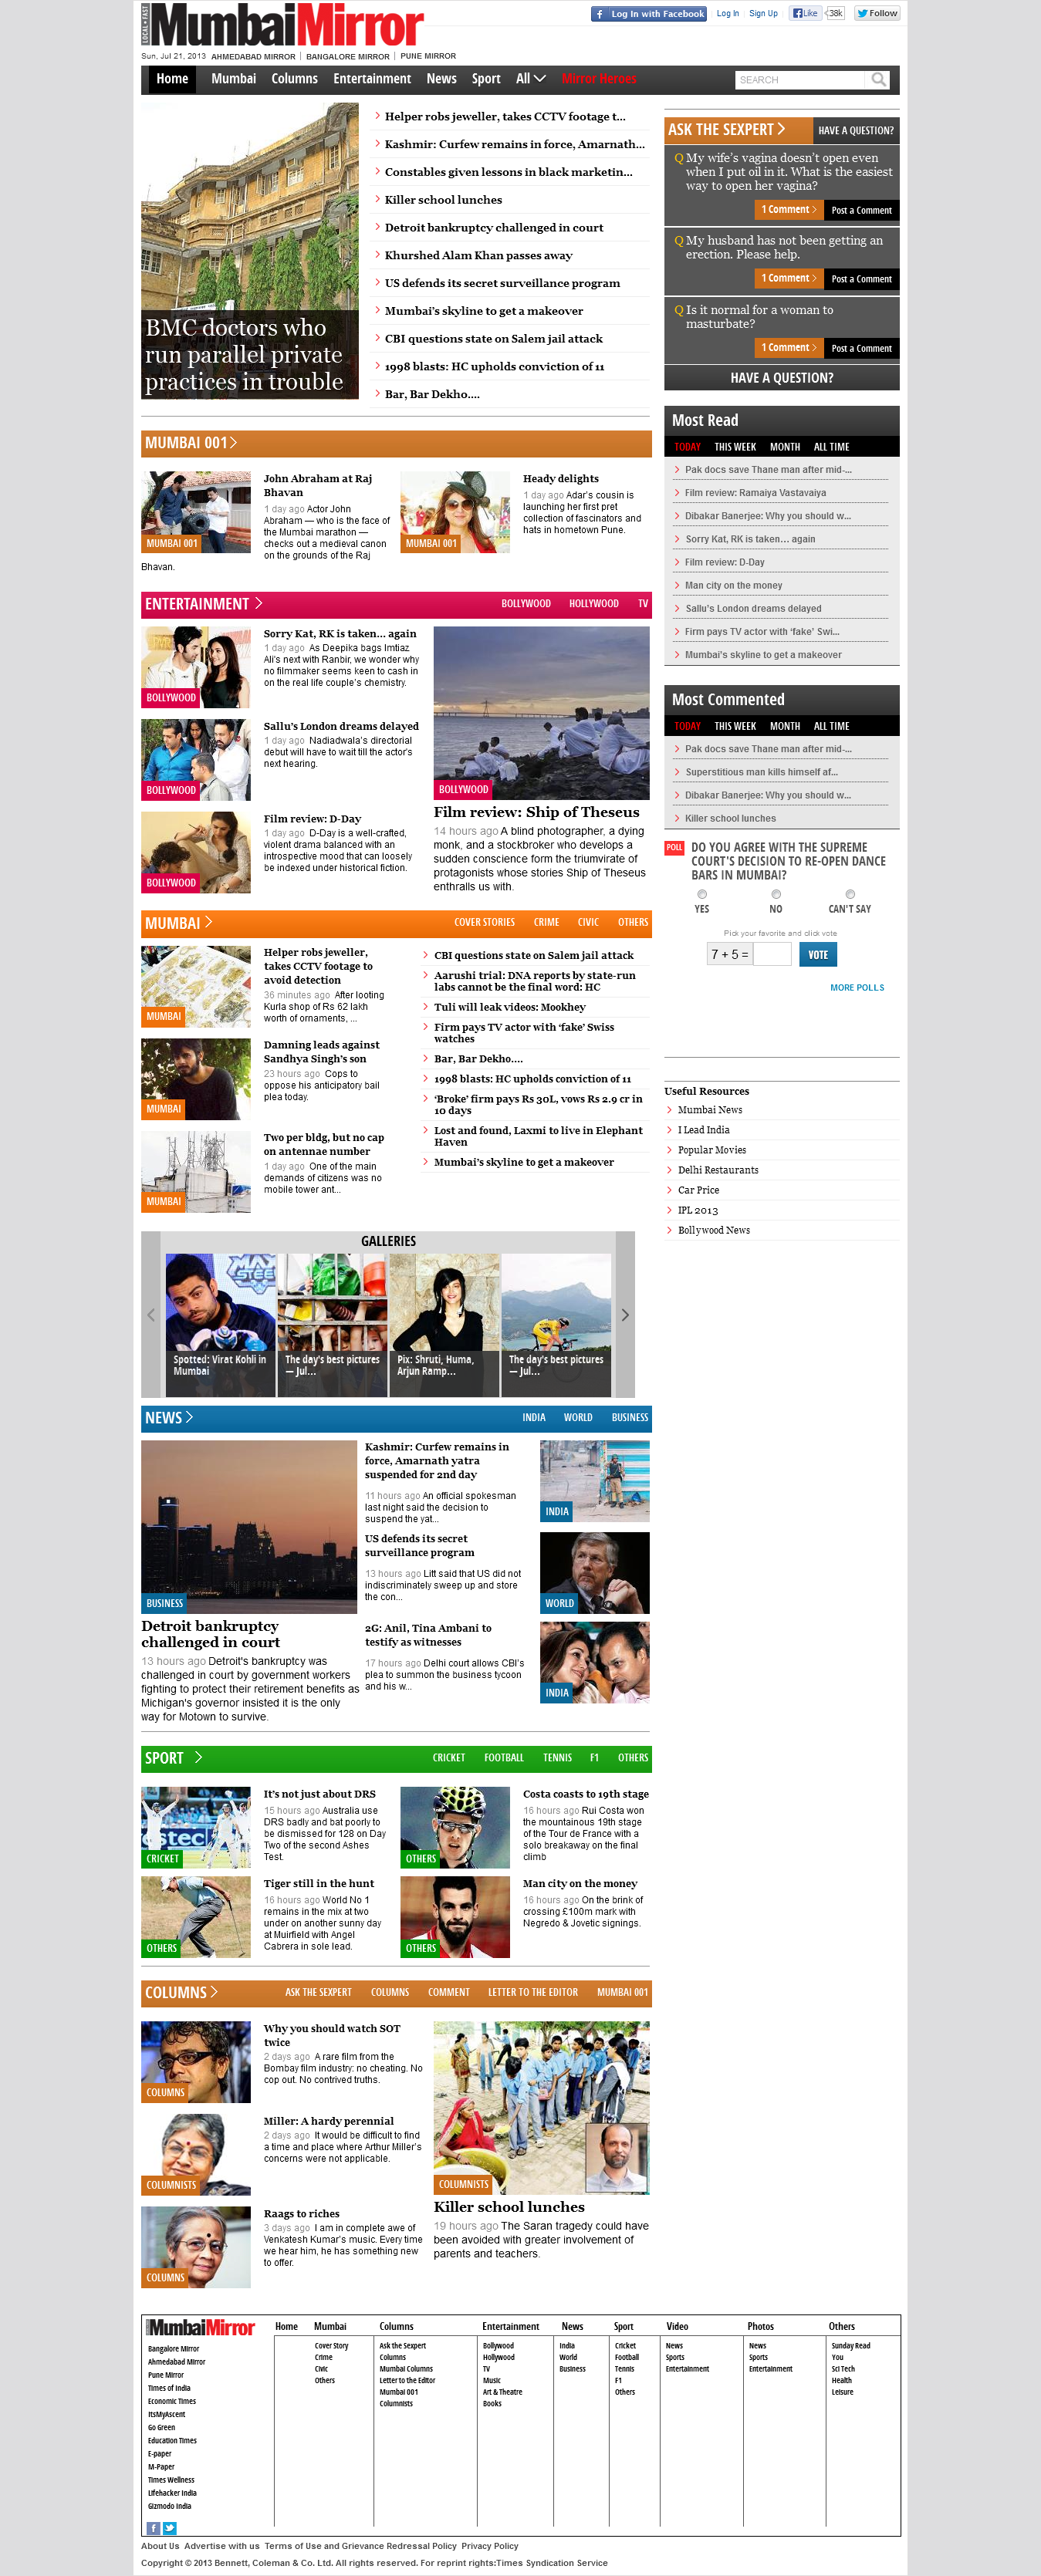 LOCAL • FAST
MumbaiMirror
Log In with Facebook
Log In
Sign Up
Like
38k
Follow
Sun, Jul 21, 2013 AHMEDABAD MIRROR | BANGALORE MIRROR | PUNE MIRROR
Home Mumbai Columns Entertainment News Sport All Mirror Heroes
SEARCH
BMC doctors who
run parallel private
practices in trouble
Helper robs jeweller, takes CCTV footage t...
Kashmir: Curfew remains in force, Amarnath...
Constables given lessons in black marketin...
Killer school lunches
Detroit bankruptcy challenged in court
Khurshed Alam Khan passes away
US defends its secret surveillance program
Mumbai's skyline to get a makeover
CBI questions state on Salem jail attack
1998 blasts: HC upholds conviction of 11
Bar, Bar Dekho....
ASK THE SEXPERT
HAVE A QUESTION?
Q My wife's vagina doesn't open even
when I put oil in it. What is the easiest
way to open her vagina?
1 Comment Post a Comment
Q My husband has not been getting an
erection. Please help.
1 Comment Post a Comment
Q Is it normal for a woman to
masturbate?
1 Comment Post a Comment
HAVE A QUESTION?
Most Read
TODAY THIS WEEK MONTH ALL TIME
Pak docs save Thane man after mid-...
Film review: Ramaiya Vastavaiya
Dibakar Banerjee: Why you should w...
Sorry Kat, RK is taken... again
Film review: D-Day
Man city on the money
Sallu's London dreams delayed
Firm pays TV actor with 'fake' Swi...
Mumbai's skyline to get a makeover
Most Commented
TODAY THIS WEEK MONTH ALL TIME
Pak docs save Thane man after mid-...
Superstitious man kills himself af...
Dibakar Banerjee: Why you should w...
Killer school lunches
POLL
DO YOU AGREE WITH THE SUPREME
COURT'S DECISION TO RE-OPEN DANCE
BARS IN MUMBAI?
YES NO CAN'T SAY
Pick your favorite and click vote
7 + 5 =
VOTE
MORE POLLS
Useful Resources
Mumbai News
I Lead India
Popular Movies
Delhi Restaurants
Car Price
IPL 2013
Bollywood News
MUMBAI 001
MUMBAI 001
John Abraham at Raj
Bhavan
1 day ago Actor John
Abraham — who is the face of
the Mumbai marathon —
checks out a medieval canon
on the grounds of the Raj
Bhavan.
MUMBAI 001
Heady delights
1 day ago Adar's cousin is
launching her first pret
collection of fascinators and
hats in hometown Pune.
ENTERTAINMENT
BOLLYWOOD HOLLYWOOD TV
BOLLYWOOD
Sorry Kat, RK is taken... again
1 day ago As Deepika bags Imtiaz
Ali's next with Ranbir, we wonder why
no filmmaker seems keen to cash in
on the real life couple's chemistry.
BOLLYWOOD
Sallu's London dreams delayed
1 day ago Nadiadwala's directorial
debut will have to wait till the actor's
next hearing.
BOLLYWOOD
Film review: D-Day
1 day ago D-Day is a well-crafted,
violent drama balanced with an
introspective mood that can loosely
be indexed under historical fiction.
BOLLYWOOD
Film review: Ship of Theseus
14 hours ago A blind photographer, a dying
monk, and a stockbroker who develops a
sudden conscience form the triumvirate of
protagonists whose stories Ship of Theseus
enthralls us with.
MUMBAI
COVER STORIES CRIME CIVIC OTHERS
MUMBAI
Helper robs jeweller,
takes CCTV footage to
avoid detection
36 minutes ago After looting
Kurla shop of Rs 62 lakh
worth of ornaments, ...
MUMBAI
Damning leads against
Sandhya Singh's son
23 hours ago Cops to
oppose his anticipatory bail
plea today.
MUMBAI
Two per bldg, but no cap
on antennae number
1 day ago One of the main
demands of citizens was no
mobile tower ant...
CBI questions state on Salem jail attack
Aarushi trial: DNA reports by state-run
labs cannot be the final word: HC
Tuli will leak videos: Mookhey
Firm pays TV actor with 'fake' Swiss
watches
Bar, Bar Dekho....
1998 blasts: HC upholds conviction of 11
'Broke' firm pays Rs 30L, vows Rs 2.9 cr in
10 days
Lost and found, Laxmi to live in Elephant
Haven
Mumbai's skyline to get a makeover
GALLERIES
Spotted: Virat Kohli in
Mumbai
The day's best pictures
— Jul...
Pix: Shruti, Huma,
Arjun Ramp...
The day's best pictures
— Jul...
NEWS
INDIA WORLD BUSINESS
BUSINESS
Detroit bankruptcy
challenged in court
13 hours ago Detroit's bankruptcy was
challenged in court by government workers
fighting to protect their retirement benefits as
Michigan's governor insisted it is the only
way for Motown to survive.
Kashmir: Curfew remains in
force, Amarnath yatra
suspended for 2nd day
11 hours ago An official spokesman
last night said the decision to
suspend the yat...
INDIA
US defends its secret
surveillance program
13 hours ago Litt said that US did not
indiscriminately sweep up and store
the con...
WORLD
2G: Anil, Tina Ambani to
testify as witnesses
17 hours ago Delhi court allows CBI's
plea to summon the business tycoon
and his w...
INDIA
SPORT
CRICKET FOOTBALL TENNIS F1 OTHERS
CRICKET
It's not just about DRS
15 hours ago Australia use
DRS badly and bat poorly to
be dismissed for 128 on Day
Two of the second Ashes
Test.
OTHERS
Costa coasts to 19th stage
16 hours ago Rui Costa won
the mountainous 19th stage
of the Tour de France with a
solo breakaway on the final
climb
OTHERS
Tiger still in the hunt
16 hours ago World No 1
remains in the mix at two
under on another sunny day
at Muirfield with Angel
Cabrera in sole lead.
OTHERS
Man city on the money
16 hours ago On the brink of
crossing £100m mark with
Negredo & Jovetic signings.
COLUMNS
ASK THE SEXPERT COLUMNS COMMENT LETTER TO THE EDITOR MUMBAI 001
COLUMNS
Why you should watch SOT
twice
2 days ago A rare film from the
Bombay film industry: no cheating. No
cop out. No contrived truths.
COLUMNISTS
Miller: A hardy perennial
2 days ago It would be difficult to find
a time and place where Arthur Miller's
concerns were not applicable.
COLUMNS
Raags to riches
3 days ago I am in complete awe of
Venkatesh Kumar's music. Every time
we hear him, he has something new
to offer.
COLUMNISTS
Killer school lunches
19 hours ago The Saran tragedy could have
been avoided with greater involvement of
parents and teachers.
MumbaiMirror
Bangalore Mirror
Ahmedabad Mirror
Pune Mirror
Times of India
Economic Times
ItsMyAscent
Go Green
Education Times
E-paper
M-Paper
Times Wellness
Lifehacker India
Gizmodo India
Home
Mumbai
Cover Story
Crime
Civic
Others
Columns
Ask the Sexpert
Columns
Mumbai Columns
Letter to the Editor
Mumbai 001
Columnists
Entertainment
Bollywood
Hollywood
TV
Music
Art & Theatre
Books
News
India
World
Business
Sport
Cricket
Football
Tennis
F1
Others
Video
News
Sports
Entertainment
Photos
News
Sports
Entertainment
Others
Sunday Read
You
Sci Tech
Health
Leisure
About Us Advertise with us Terms of Use and Grievance Redressal Policy Privacy Policy
Copyright © 2013 Bennett, Coleman & Co. Ltd. All rights reserved. For reprint rights:Times Syndication Service